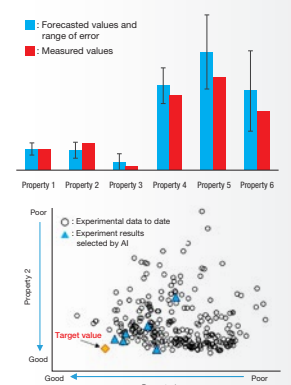 : Forecasted values and
range of error
: Measured values
Property 1 Property 2 Property 3 Property 4 Property 5 Property 6
Poor
: Experimental data to date
: Experiment results
selected by AI
Property 2
Target value
Good
Good
Poor